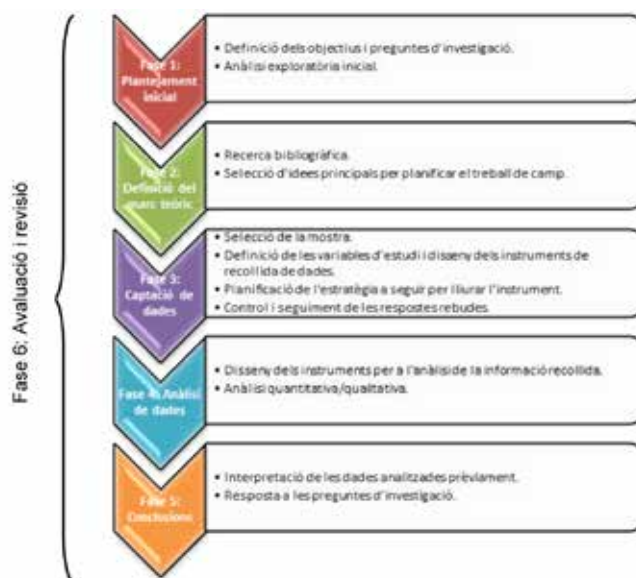 Fase 6: Avaluació i revisió
Fase 1:
Plantejament
inicial
• Definició dels objectius i preguntes d'investigació.
• Anàlisi exploratòria inicial.
Fase 2:
Definició del
marc teòric
• Recerca bibliogràfica.
• Selecció d'idees principals per planificar el treball de camp.
Fase 3:
Captació de
dades
• Selecció de la mostra.
• Definició de les variables d'estudi i disseny dels instruments de
recollida de dades.
• Planificació de l'estratègia a seguir per lliurar l'instrument.
• Control i seguiment de les respostes rebudes.
Fase 4: Anàlisi
de dades
• Disseny dels instruments per a l'anàlisi de la informació recollida.
• Anàlisi quantitativa/qualitativa.
Fase 5:
Conclusions
• Interpretació de les dades analitzades prèviament.
• Resposta a les preguntes d'investigació.